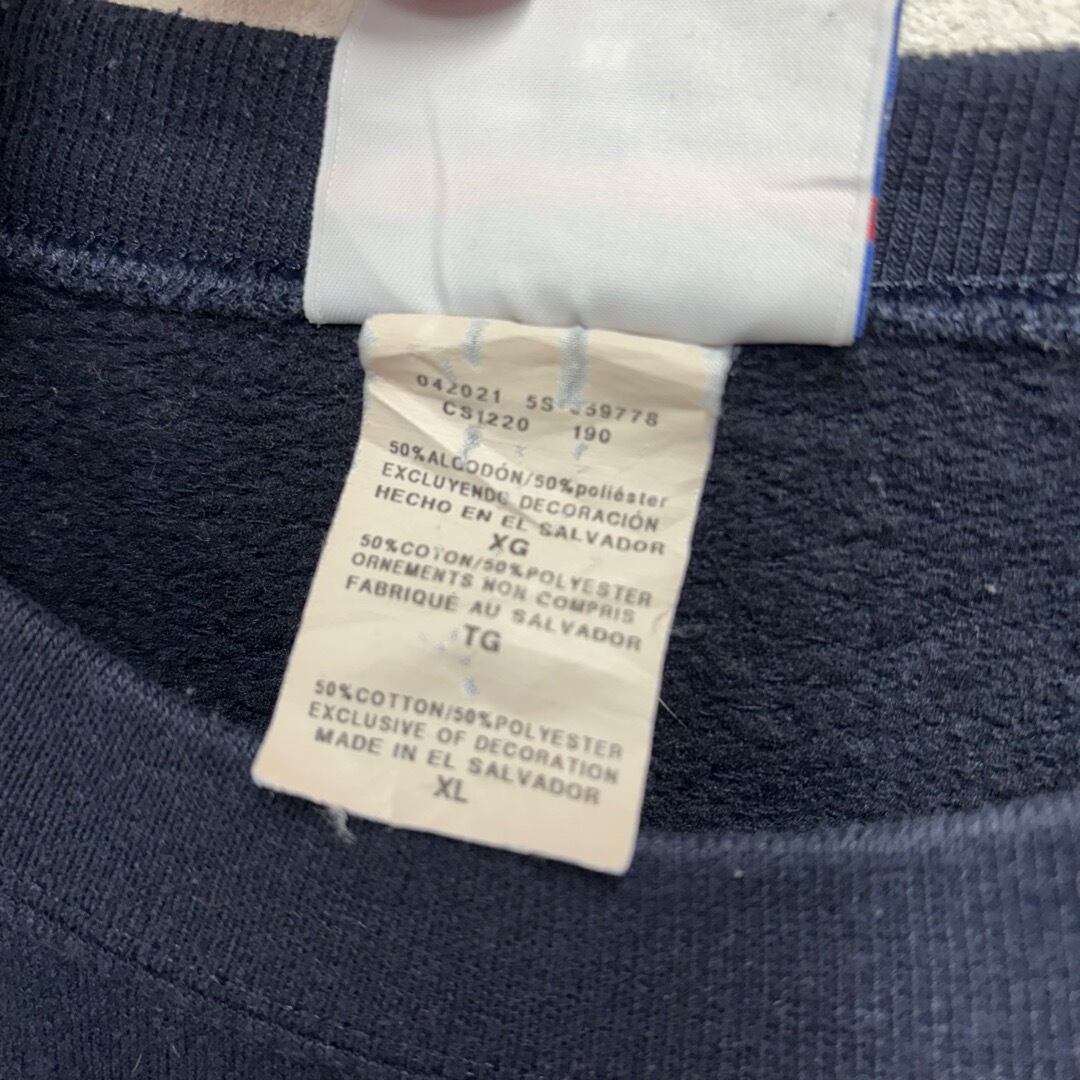 042021 5S 59778
CS1220 190
50%ALGODÓN/50%poliéster
EXCLUYENDO DECORACIÓN
HECHO EN EL SALVADOR
XG
50%COTON/50%POLYESTER
ORNEMENTS NON COMPRIS
FABRIQUÉ AU SALVADOR
TG
50%COTTON/50%POLYESTER
EXCLUSIVE OF DECORATION
MADE IN EL SALVADOR
XL